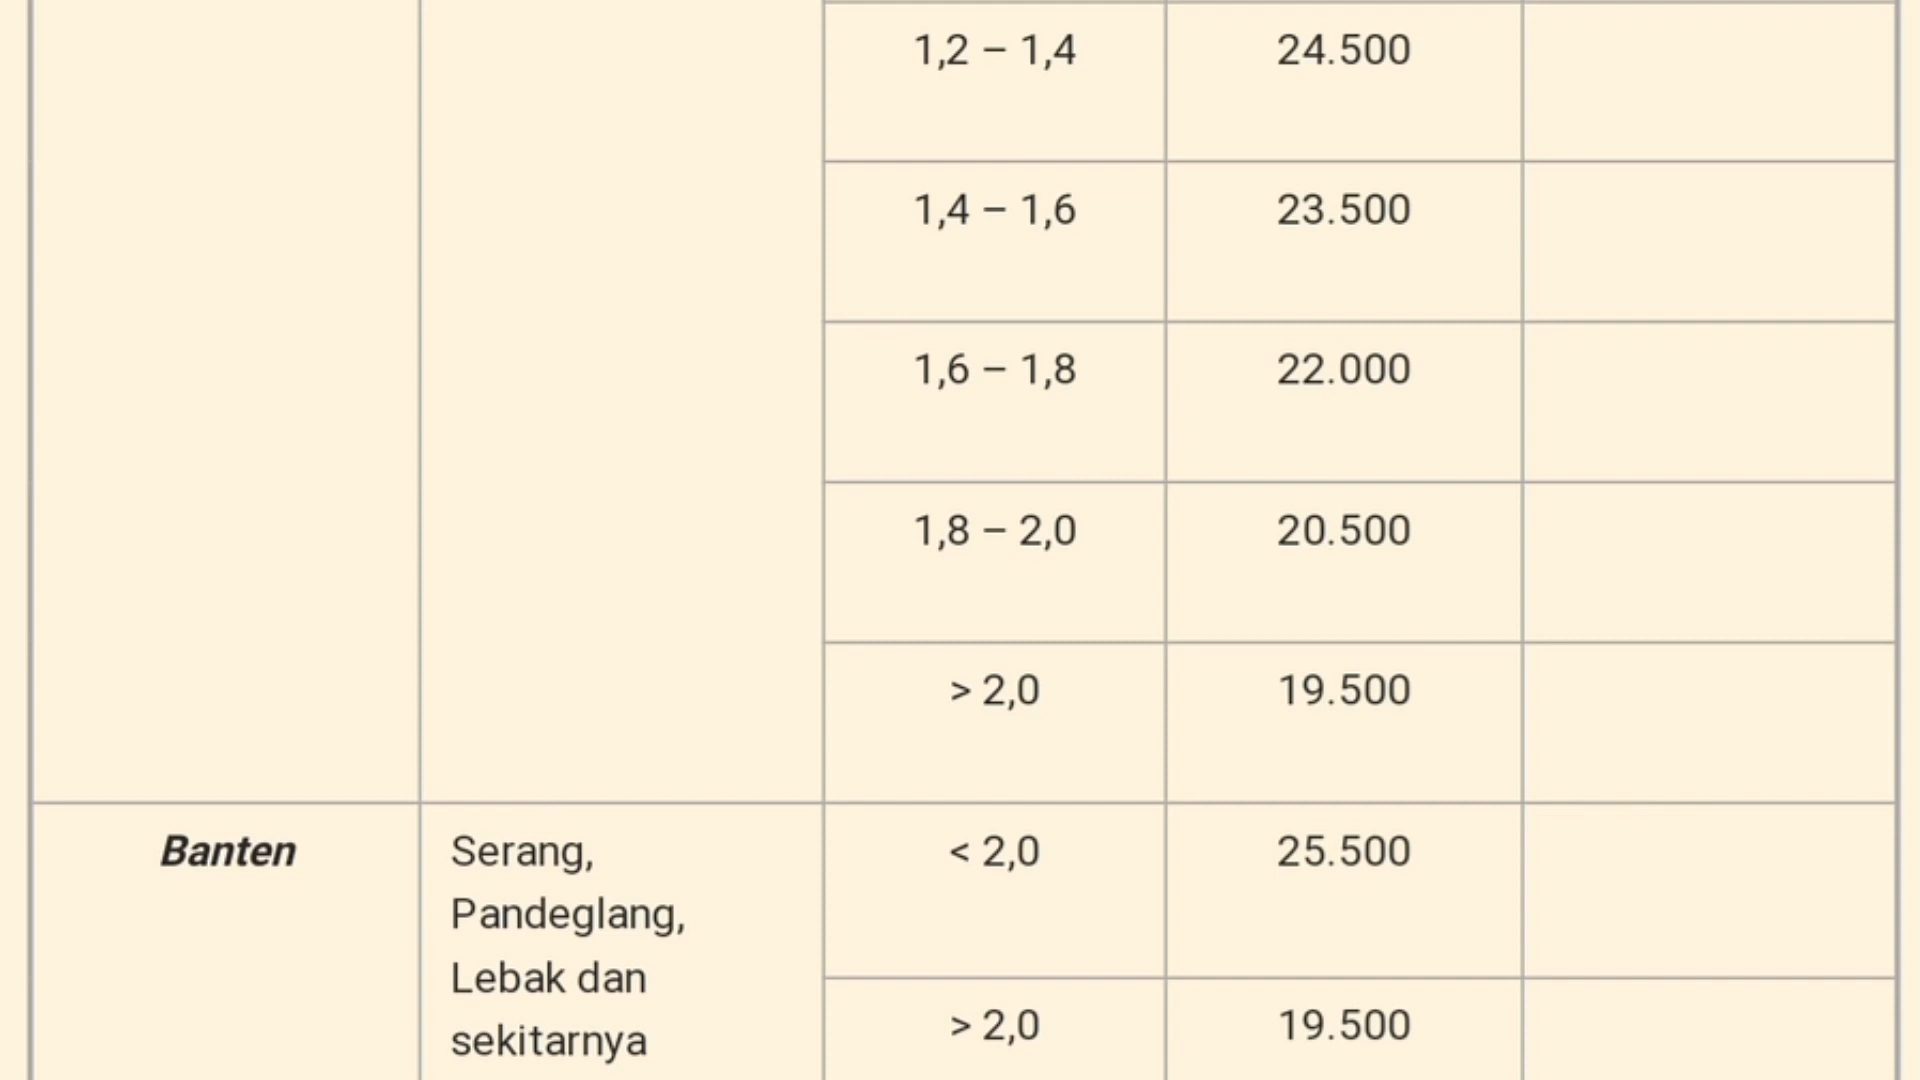 1,2 – 1,4 24.500
1,4 – 1,6 23.500
1,6 – 1,8 22.000
1,8 – 2,0 20.500
> 2,0 19.500
Banten Serang, < 2,0 25.500
Pandeglang,
Lebak dan
sekitarnya > 2,0 19.500